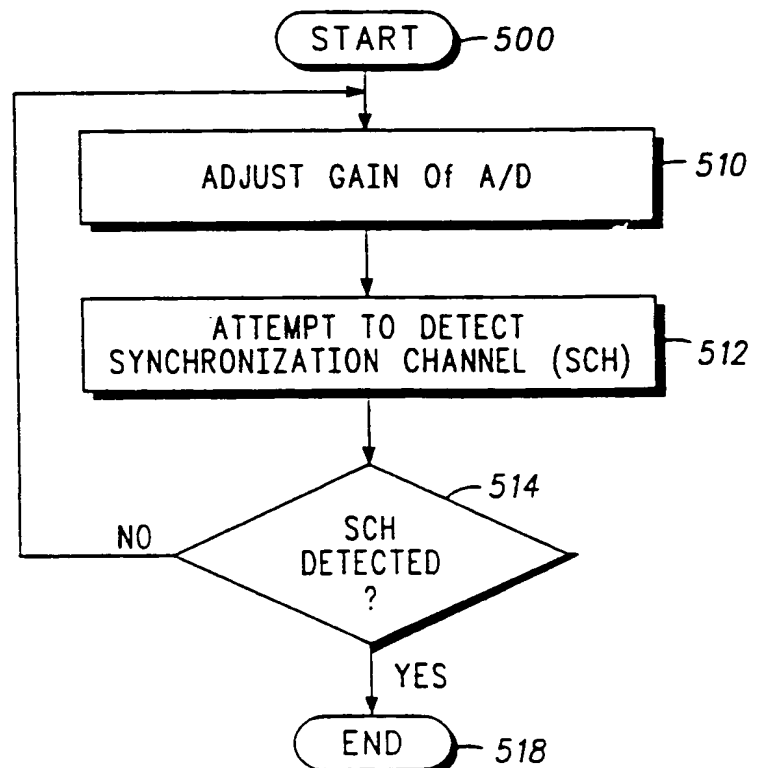 START
500
ADJUST GAIN Of A/D
510
ATTEMPT TO DETECT
SYNCHRONIZATION CHANNEL (SCH)
512
514
SCH
DETECTED
?
NO
YES
END
518